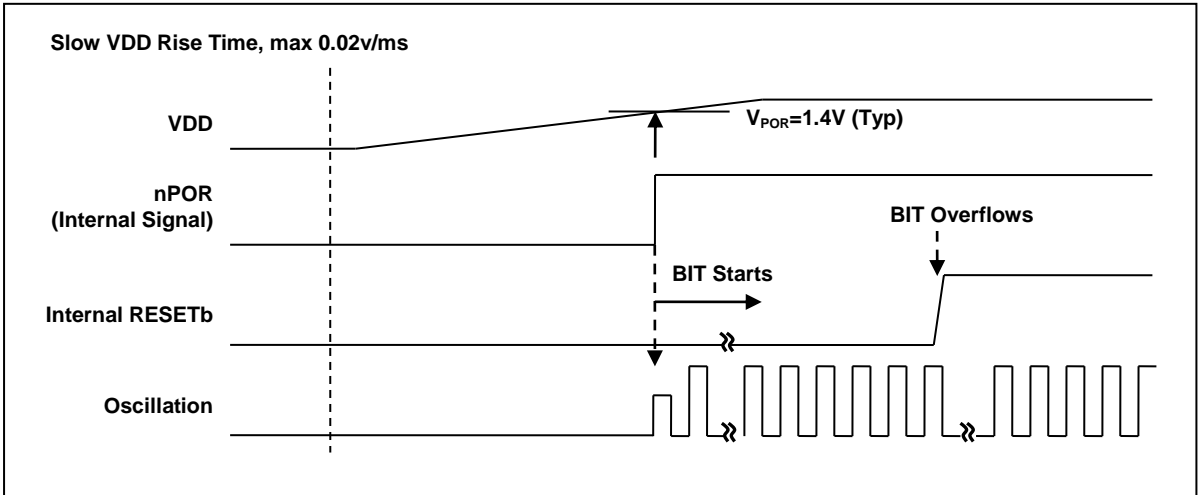 Slow VDD Rise Time, max 0.02v/ms
VDD
VPOR=1.4V (Typ)
nPOR
(Internal Signal)
BIT Overflows
BIT Starts
Internal RESETb
Oscillation